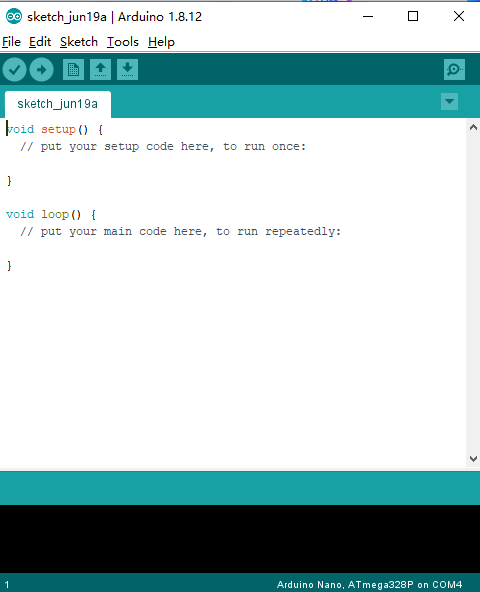 sketch_jun19a | Arduino 1.8.12
File Edit Sketch Tools Help
sketch_jun19a
void setup() {
  // put your setup code here, to run once:
}
void loop() {
  // put your main code here, to run repeatedly:
}
1
Arduino Nano, ATmega328P on COM4